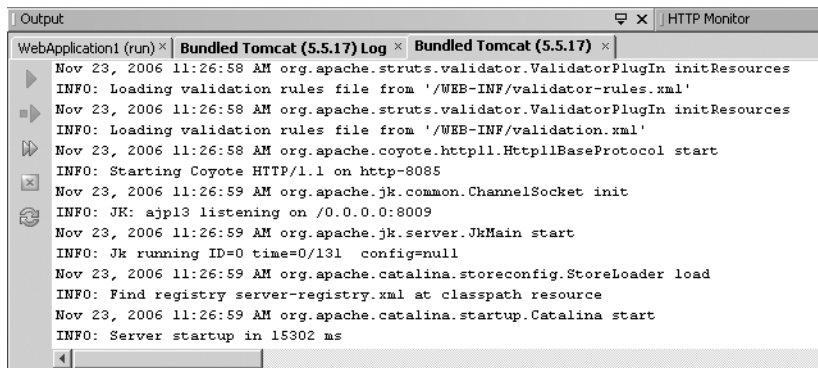 Output
HTTP Monitor
WebApplication1 (run) × Bundled Tomcat (5.5.17) Log × Bundled Tomcat (5.5.17) ×
Nov 23, 2006 11:26:58 AM org.apache.struts.validator.ValidatorPlugIn initResources
INFO: Loading validation rules file from '/WEB-INF/validator-rules.xml'
Nov 23, 2006 11:26:58 AM org.apache.struts.validator.ValidatorPlugIn initResources
INFO: Loading validation rules file from '/WEB-INF/validation.xml'
Nov 23, 2006 11:26:58 AM org.apache.coyote.http11.Http11BaseProtocol start
INFO: Starting Coyote HTTP/1.1 on http-8085
Nov 23, 2006 11:26:59 AM org.apache.jk.common.ChannelSocket init
INFO: JK: ajp13 listening on /0.0.0.0:8009
Nov 23, 2006 11:26:59 AM org.apache.jk.server.JkMain start
INFO: Jk running ID=0 time=0/131  config=null
Nov 23, 2006 11:26:59 AM org.apache.catalina.storeconfig.StoreLoader load
INFO: Find registry server-registry.xml at classpath resource
Nov 23, 2006 11:26:59 AM org.apache.catalina.startup.Catalina start
INFO: Server startup in 15302 ms